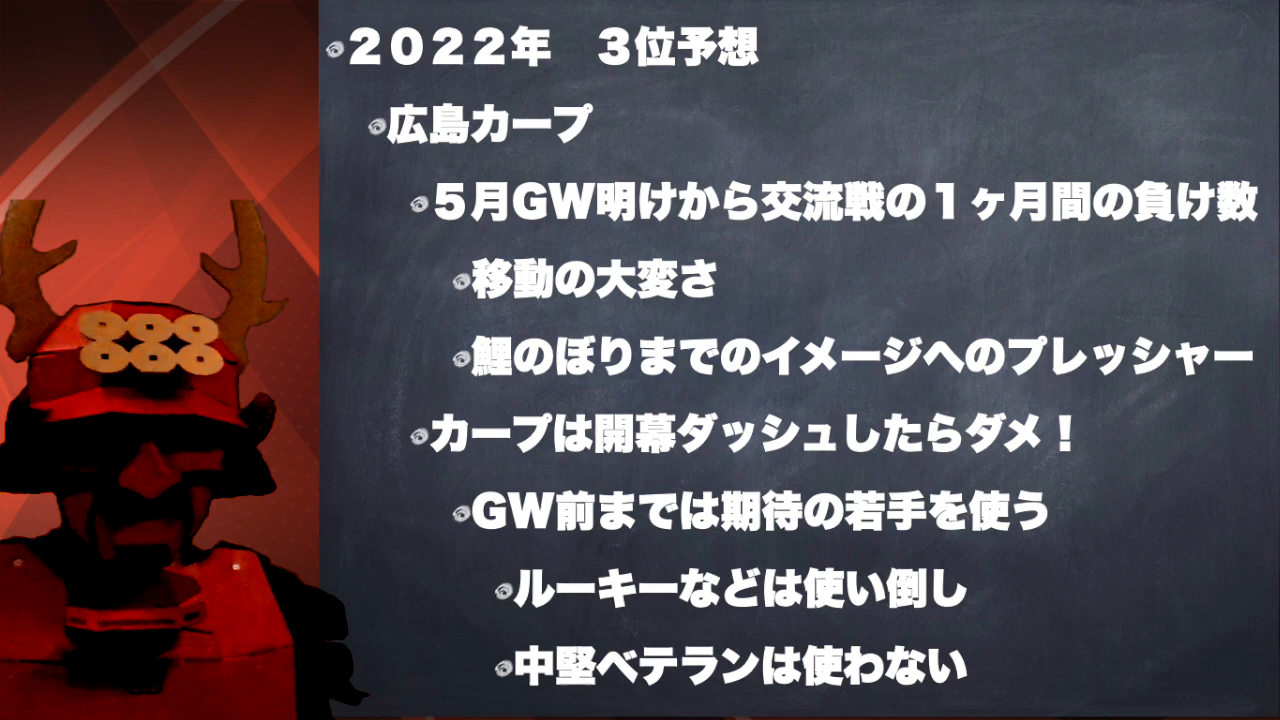 ２０２２年　３位予想
広島カープ
５月GW明けから交流戦の１ヶ月間の負け数
移動の大変さ
鯉のぼりまでのイメージへのプレッシャー
カープは開幕ダッシュしたらダメ！
GW前までは期待の若手を使う
ルーキーなどは使い倒し
中堅ベテランは使わない